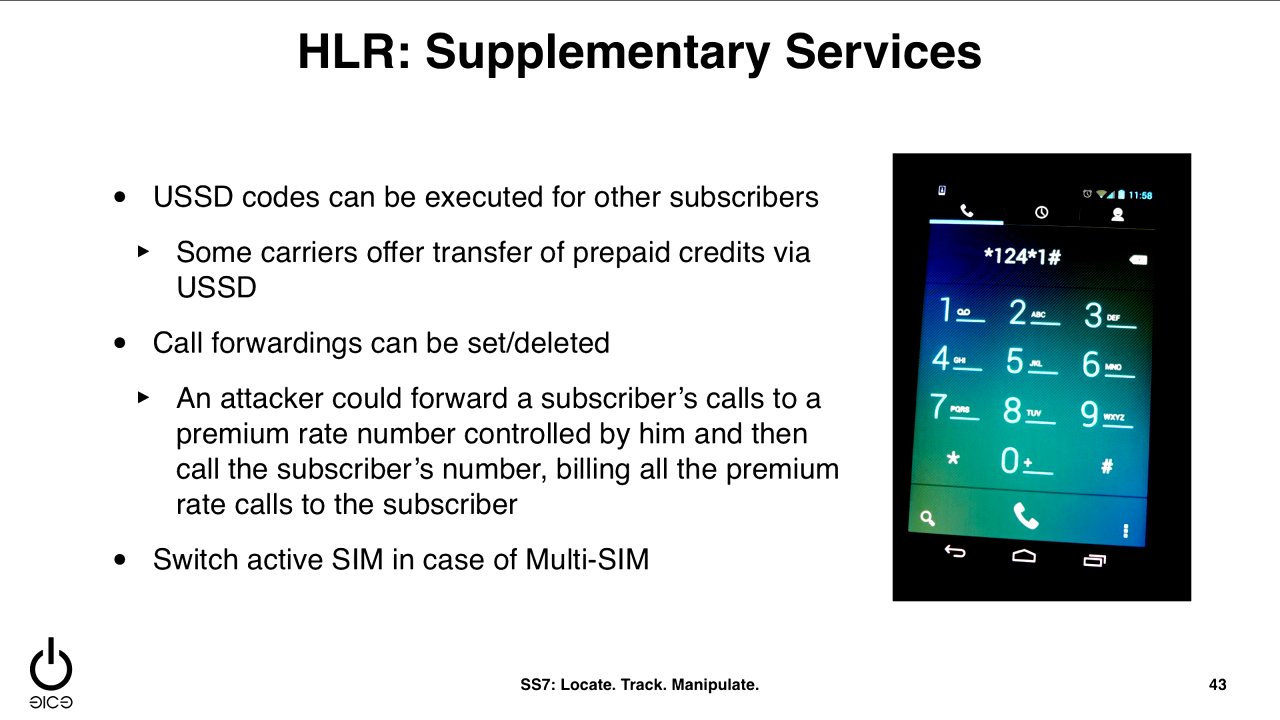 HLR: Supplementary Services
• USSD codes can be executed for other subscribers
‣ Some carriers offer transfer of prepaid credits via
USSD
• Call forwardings can be set/deleted
‣ An attacker could forward a subscriber’s calls to a
premium rate number controlled by him and then
call the subscriber’s number, billing all the premium
rate calls to the subscriber
• Switch active SIM in case of Multi-SIM
11:58
*124*1#
1 2 ABC 3 DEF
4 GHI 5 JKL 6 MNO
7 PQRS 8 TUV 9 WXYZ
* 0 + #
SS7: Locate. Track. Manipulate.
43